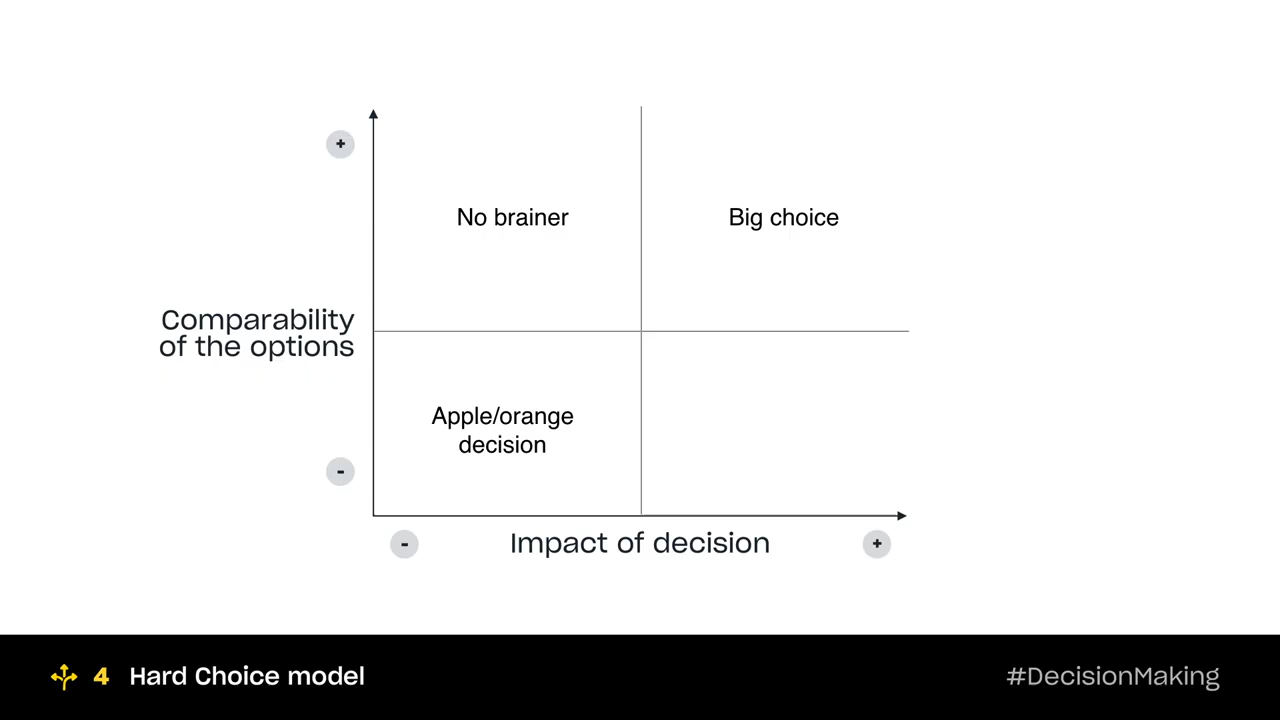 +
No brainer
Big choice
Comparability
of the options
Apple/orange
decision
-
-
Impact of decision
+
4 Hard Choice model
#DecisionMaking